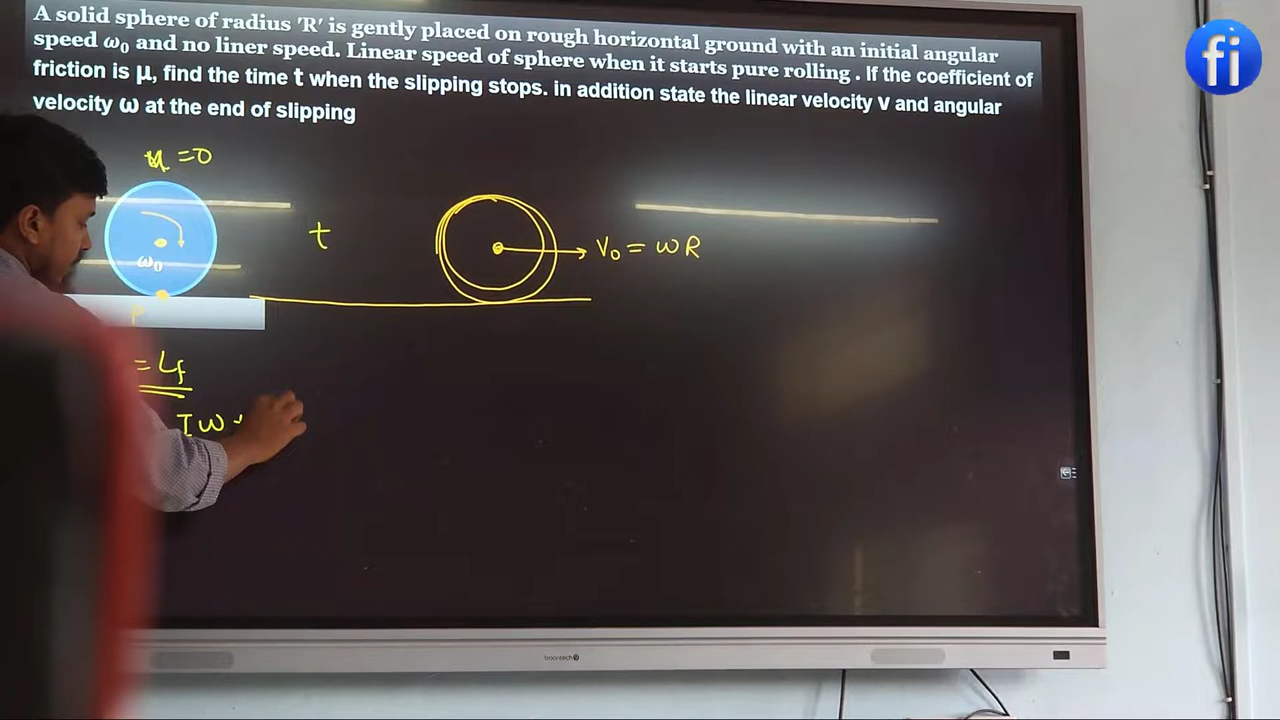 A solid sphere of radius 'R' is gently placed on rough horizontal ground with an initial angular
speed ω₀ and no liner speed. Linear speed of sphere when it starts pure rolling . If the coefficient of
friction is μ, find the time t when the slipping stops. in addition state the linear velocity V and angular
velocity ω at the end of slipping
fi
=0
ω₀
t
V₀ = ωR
P
= Lf
Iω
boontech